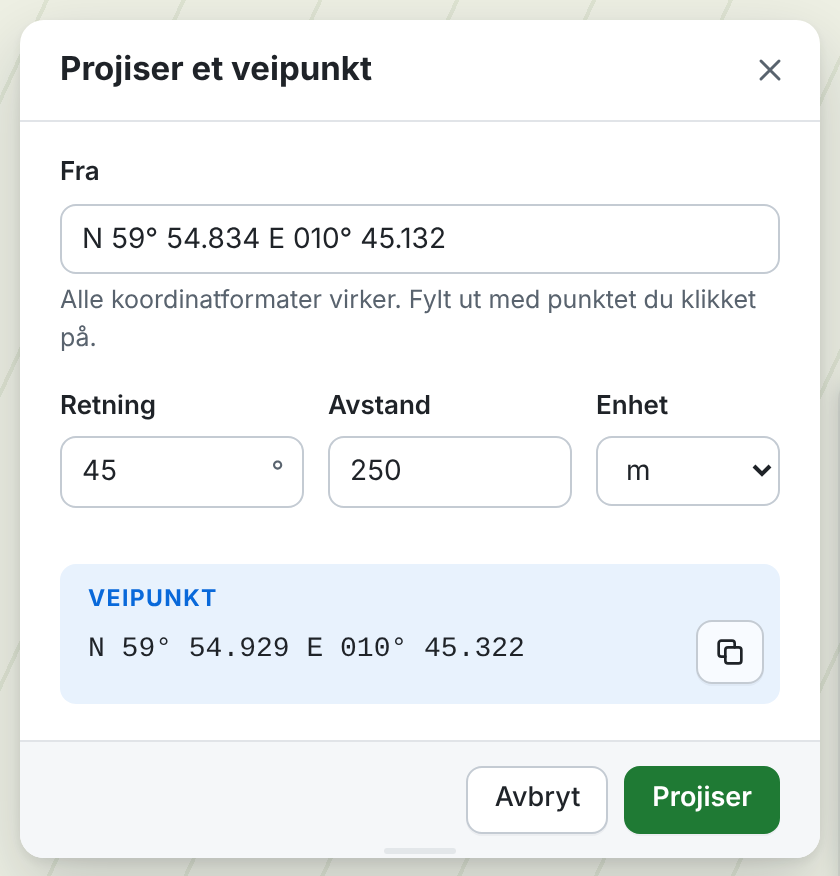 Projiser et veipunkt
Fra
N 59° 54.834 E 010° 45.132
Alle koordinatformater virker. Fylt ut med punktet du klikket
på.
Retning Avstand Enhet
45 ° 250 m
VEIPUNKT
N 59° 54.929 E 010° 45.322
Avbryt Projiser